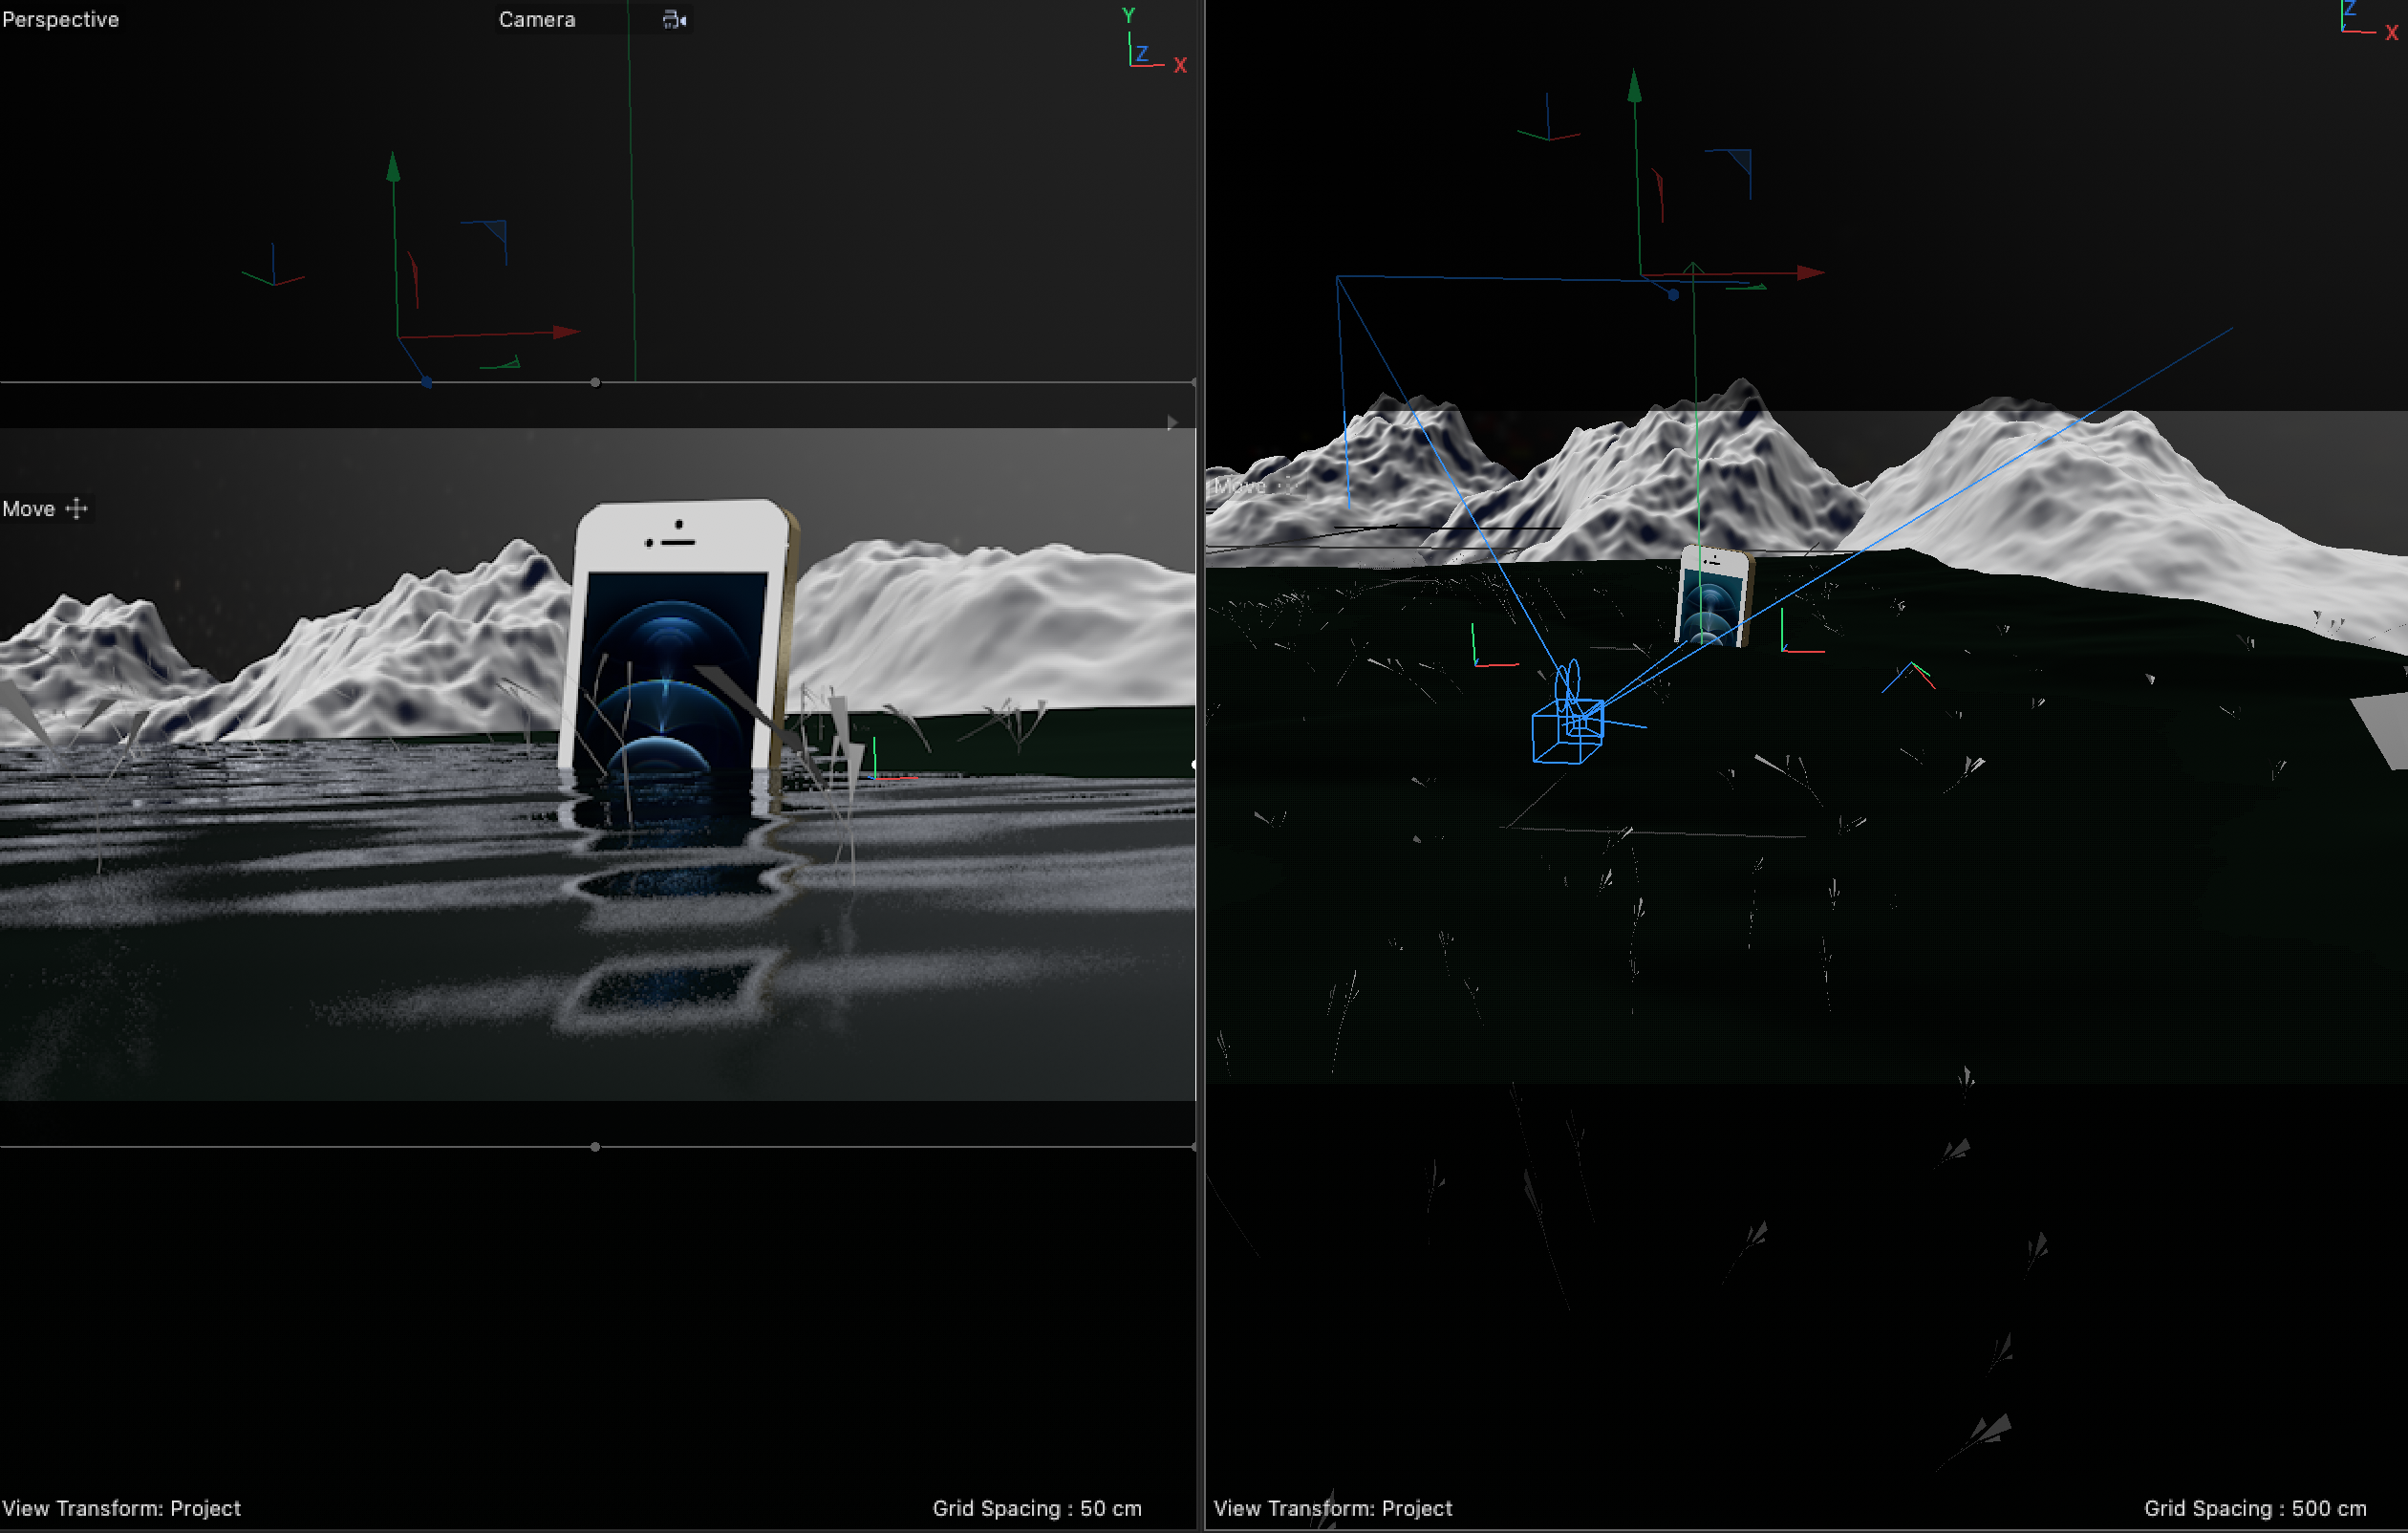 Perspective
Camera
Y
Z
X
Move
View Transform: Project
Grid Spacing : 50 cm
Z
X
Move
View Transform: Project
Grid Spacing : 500 cm